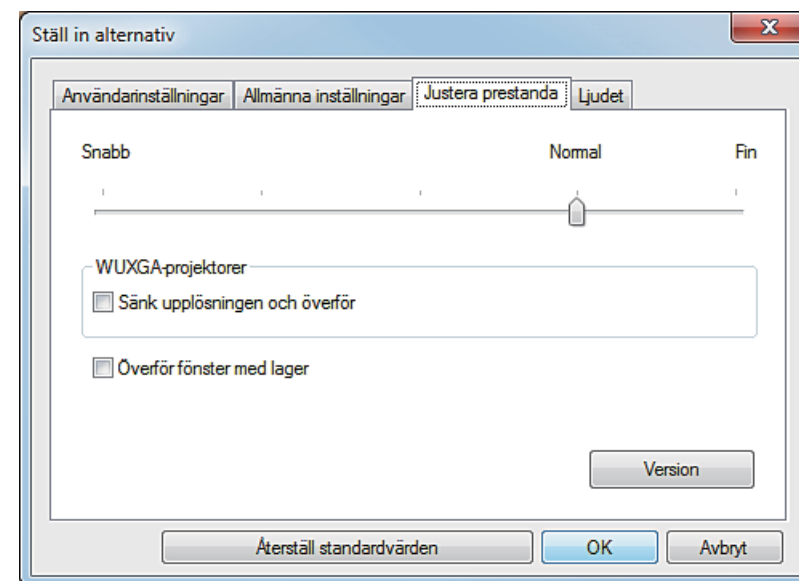 Ställ in alternativ
Användarinställningar Allmänna inställningar Justera prestanda Ljudet
Snabb Normal Fin
WUXGA-projektorer
Sänk upplösningen och överför
Överför fönster med lager
Version
Återställ standardvärden OK Avbryt